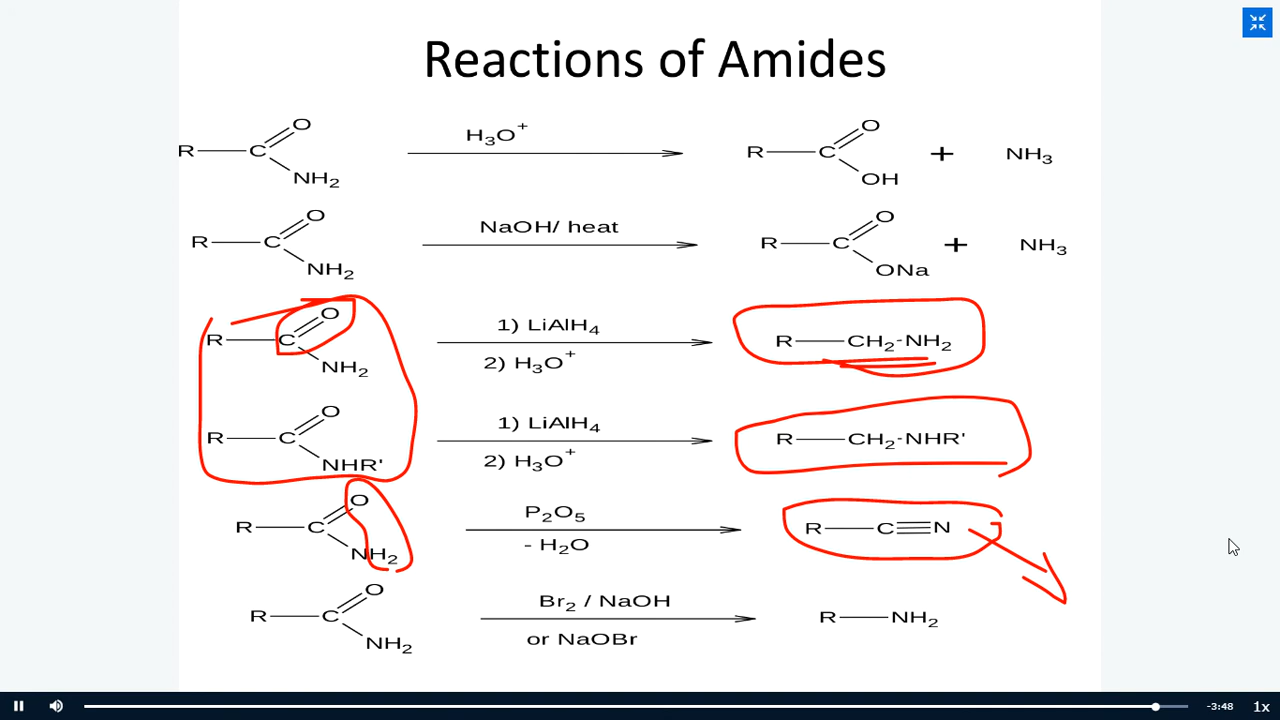 Reactions of Amides
R C O NH2 H3O+ R C O OH + NH3
R C O NH2 NaOH/ heat R C O ONa + NH3
R C O NH2 1) LiAlH4 2) H3O+ R CH2-NH2
R C O NHR' 1) LiAlH4 2) H3O+ R CH2-NHR'
R C O NH2 P2O5 - H2O R C N
R C O NH2 Br2 / NaOH or NaOBr R NH2
-3:48 1x